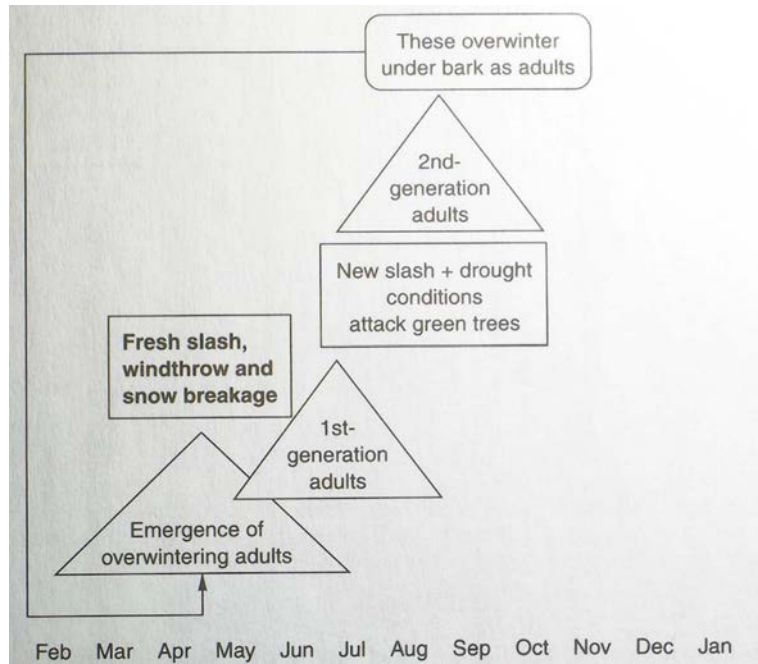 These overwinter
under bark as adults
2nd-
generation
adults
New slash + drought
conditions
attack green trees
Fresh slash,
windthrow and
snow breakage
1st-
generation
adults
Emergence of
overwintering adults
Feb Mar Apr May Jun Jul Aug Sep Oct Nov Dec Jan